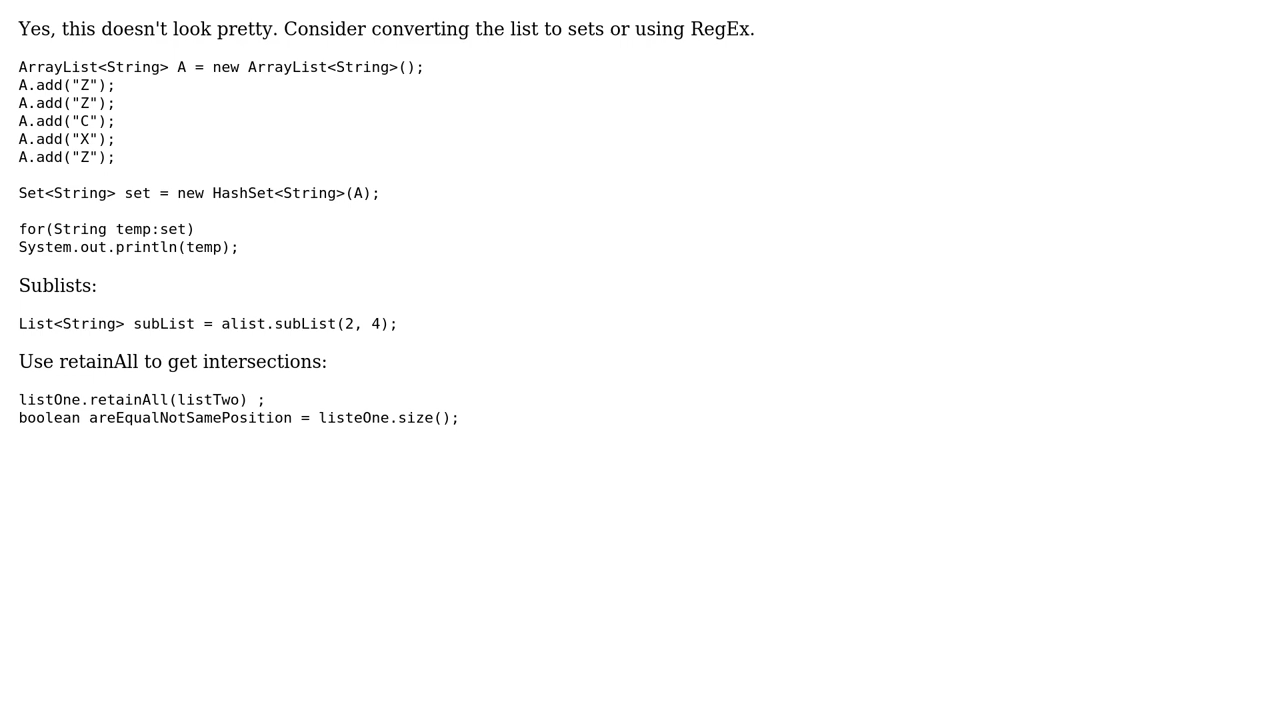 Yes, this doesn't look pretty. Consider converting the list to sets or using RegEx.
ArrayList<String> A = new ArrayList<String>();
A.add("Z");
A.add("Z");
A.add("C");
A.add("X");
A.add("Z");
Set<String> set = new HashSet<String>(A);
for(String temp:set)
System.out.println(temp);
Sublists:
List<String> subList = alist.subList(2, 4);
Use retainAll to get intersections:
listOne.retainAll(listTwo) ;
boolean areEqualNotSamePosition = listeOne.size();